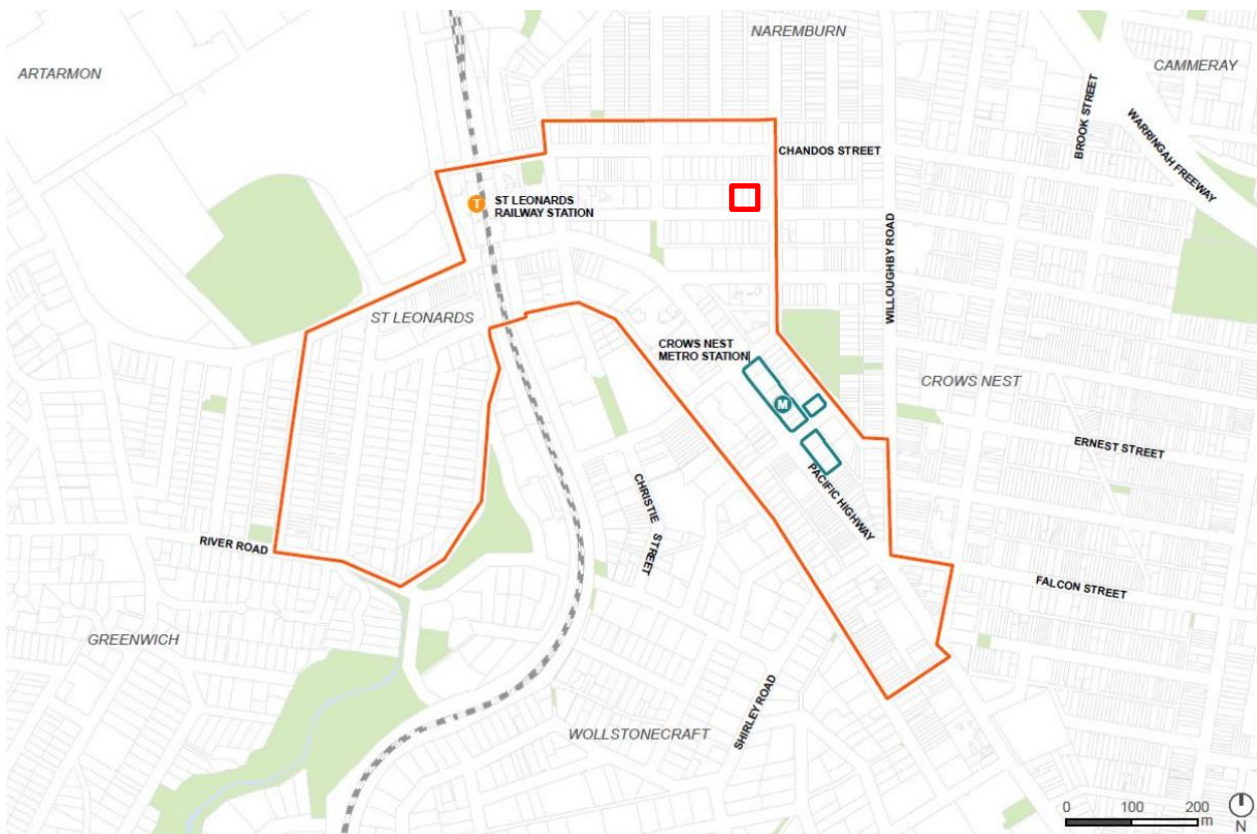 NAREMBURN
ARTARMON
CAMMERAY
BROOK STREET
WARRINGAH FREEWAY
CHANDOS STREET
T
ST LEONARDS
RAILWAY STATION
WILLOUGHBY ROAD
ST LEONARDS
CROWS NEST
METRO STATION
CROWS NEST
M
ERNEST STREET
PACIFIC HIGHWAY
CHRISTIE STREET
RIVER ROAD
FALCON STREET
GREENWICH
SHIRLEY ROAD
WOLLSTONECRAFT
0 100 200
m
N